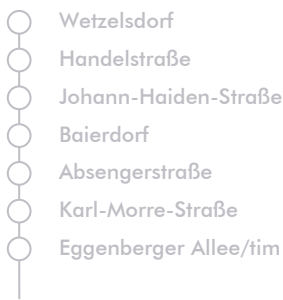 Wetzelsdorf
Handelstraße
Johann-Haiden-Straße
Baierdorf
Absengerstraße
Karl-Morre-Straße
Eggenberger Allee/tim